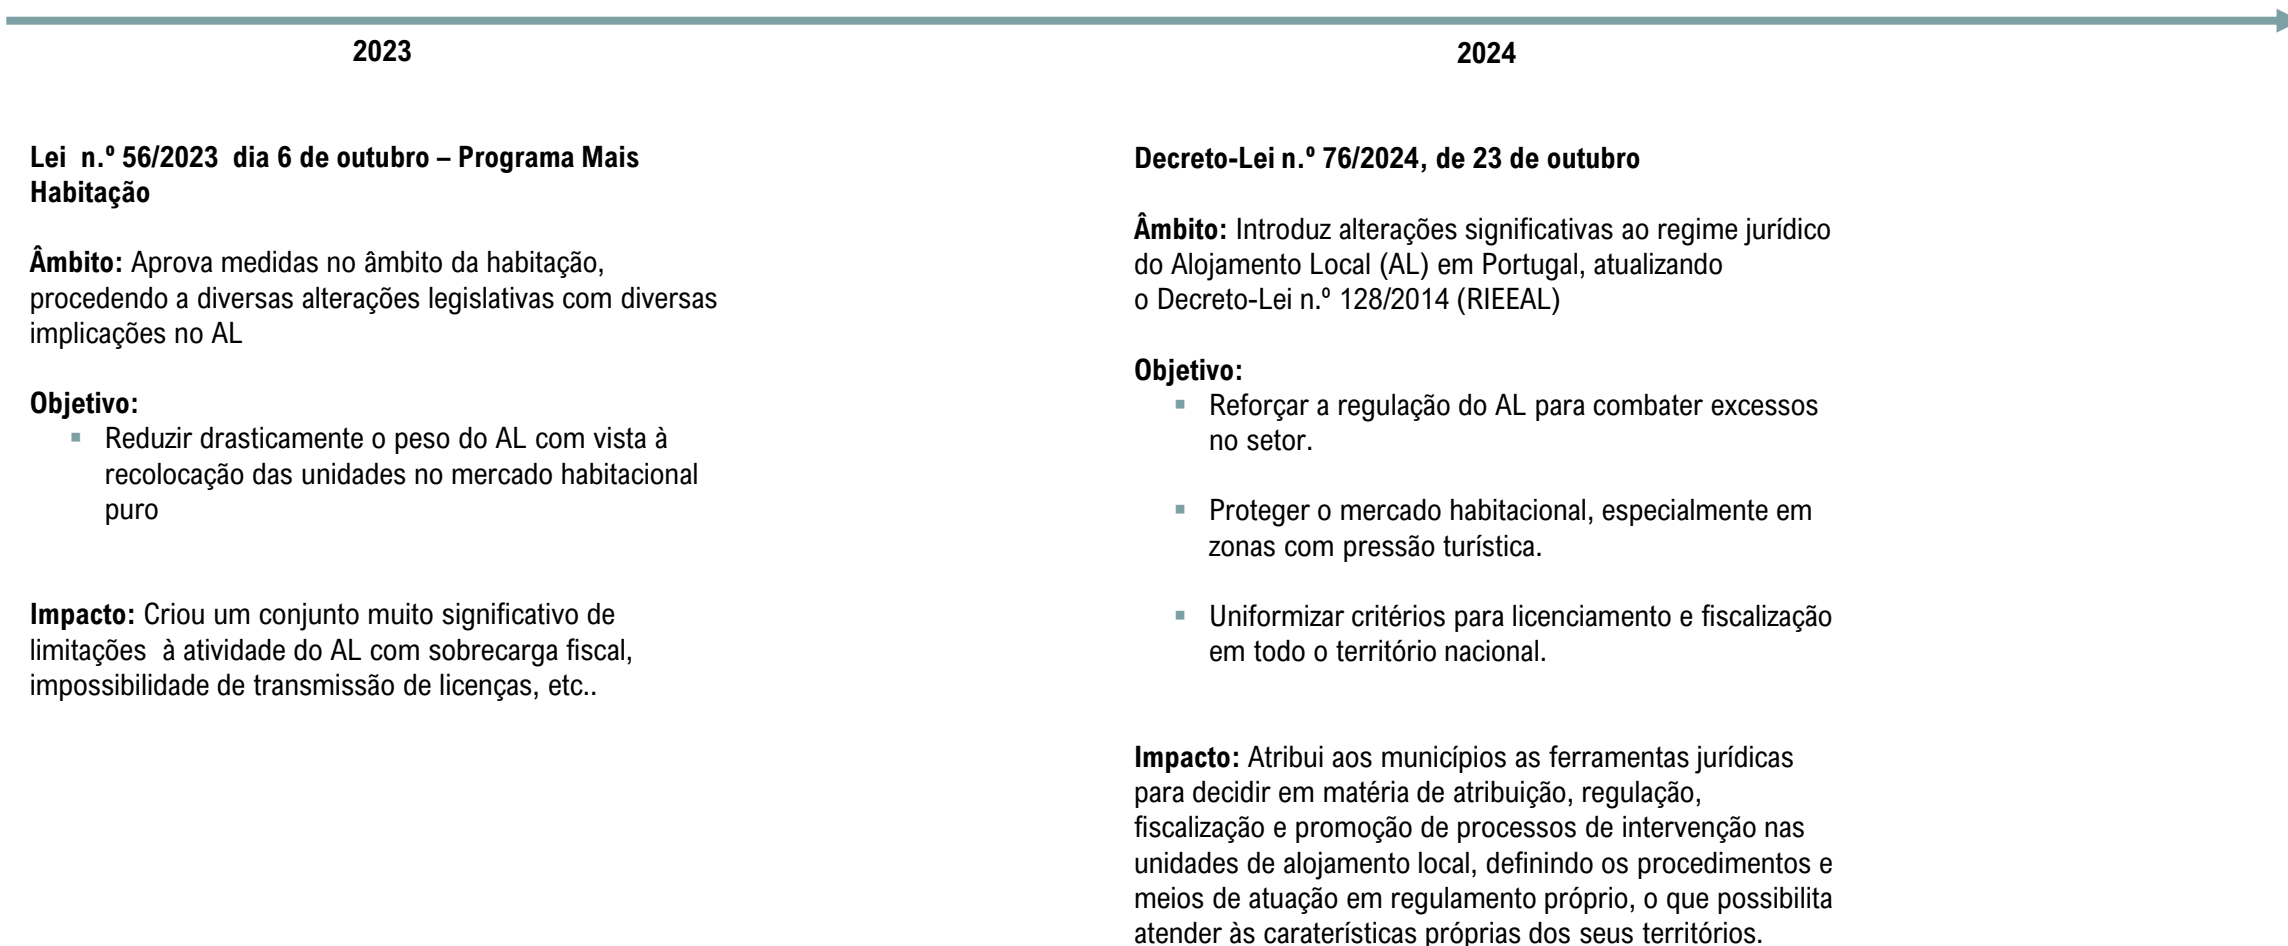 2023
Lei n.º 56/2023 dia 6 de outubro – Programa Mais
Habitação
Âmbito: Aprova medidas no âmbito da habitação,
procedendo a diversas alterações legislativas com diversas
implicações no AL
Objetivo:
▪ Reduzir drasticamente o peso do AL com vista à
recolocação das unidades no mercado habitacional
puro
Impacto: Criou um conjunto muito significativo de
limitações à atividade do AL com sobrecarga fiscal,
impossibilidade de transmissão de licenças, etc..
2024
Decreto-Lei n.º 76/2024, de 23 de outubro
Âmbito: Introduz alterações significativas ao regime jurídico
do Alojamento Local (AL) em Portugal, atualizando
o Decreto-Lei n.º 128/2014 (RIEEAL)
Objetivo:
▪ Reforçar a regulação do AL para combater excessos
no setor.
▪ Proteger o mercado habitacional, especialmente em
zonas com pressão turística.
▪ Uniformizar critérios para licenciamento e fiscalização
em todo o território nacional.
Impacto: Atribui aos municípios as ferramentas jurídicas
para decidir em matéria de atribuição, regulação,
fiscalização e promoção de processos de intervenção nas
unidades de alojamento local, definindo os procedimentos e
meios de atuação em regulamento próprio, o que possibilita
atender às caraterísticas próprias dos seus territórios.